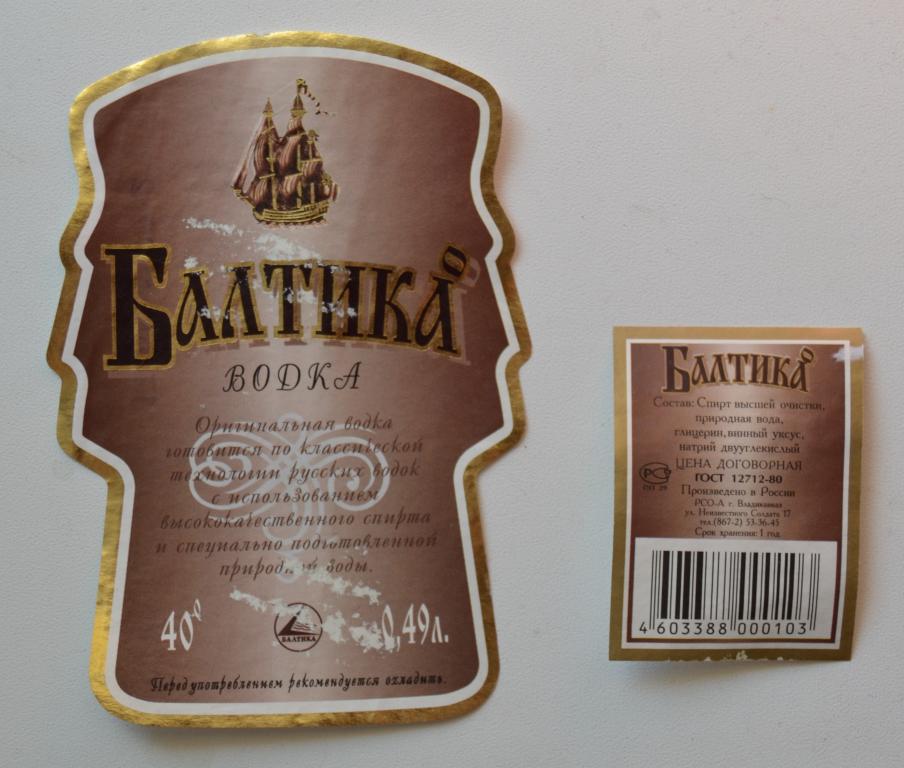 Балтика®
ВОДКА
Оригинальная водка
готовится по классической
технологии русских водок
с использованием
высококачественного спирта
и специально подготовленной
природной воды.
40°
БАЛТИКА
0,49л.
Перед употреблением рекомендуется охладить.
Балтика®
Состав: Спирт высшей очистки,
природная вода,
глицерин, винный уксус,
натрий двууглекислый
ЦЕНА ДОГОВОРНАЯ
ГОСТ 12712-80
Произведено в России
РСО-А г. Владикавказ
ул. Неизвестного Солдата 17
тел.(867-2) 53-36-45
Срок хранения: 1 год
4 603388 000103